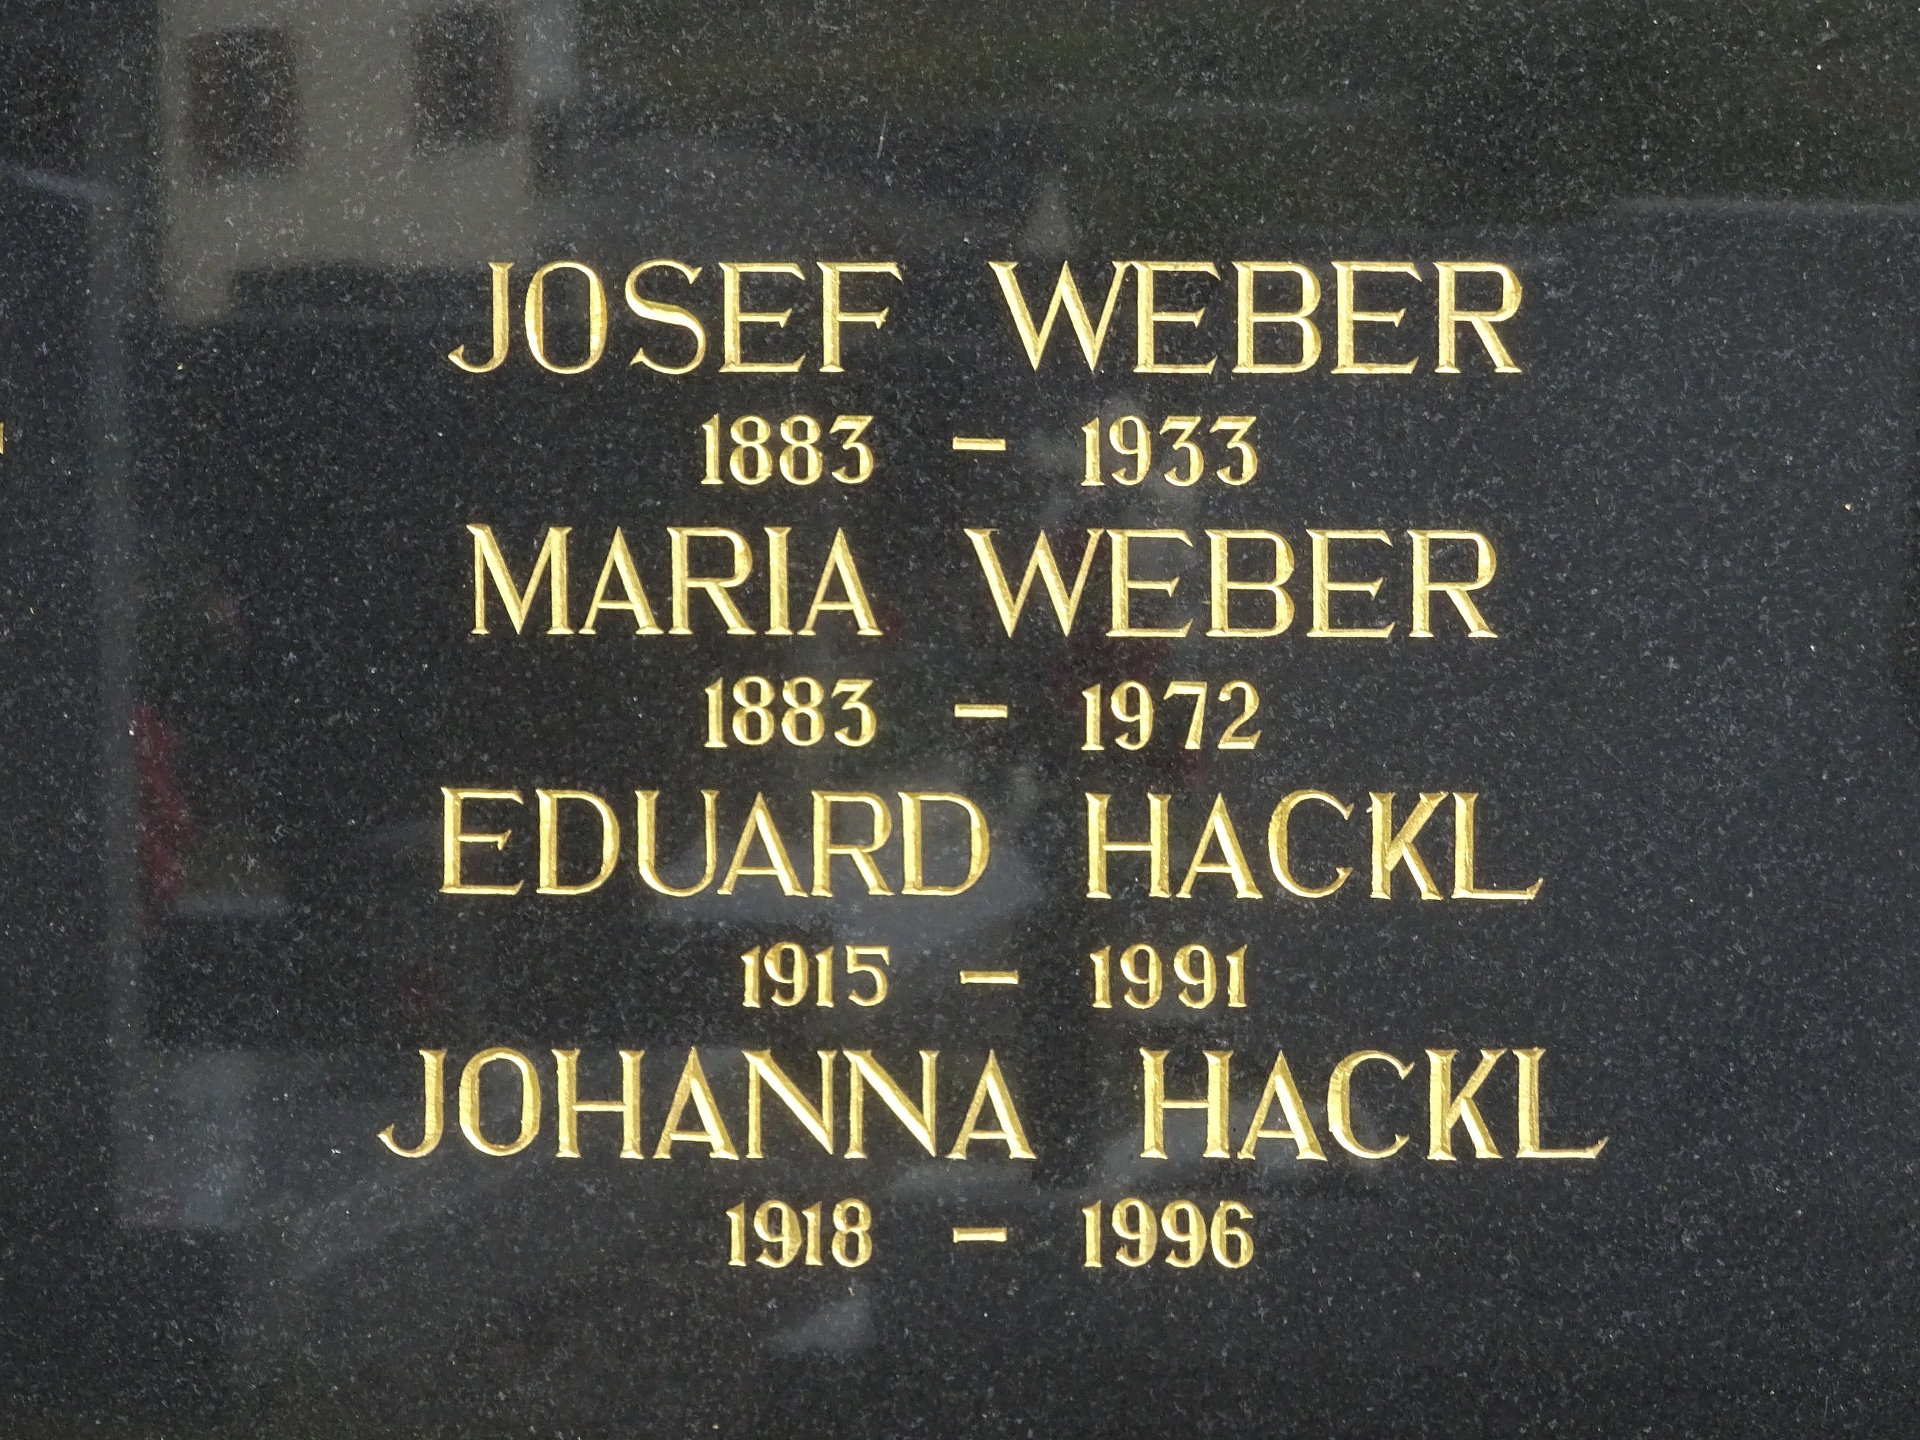 JOSEF WEBER
1883 – 1933
MARIA WEBER
1883 – 1972
EDUARD HACKL
1915 – 1991
JOHANNA HACKL
1918 – 1996